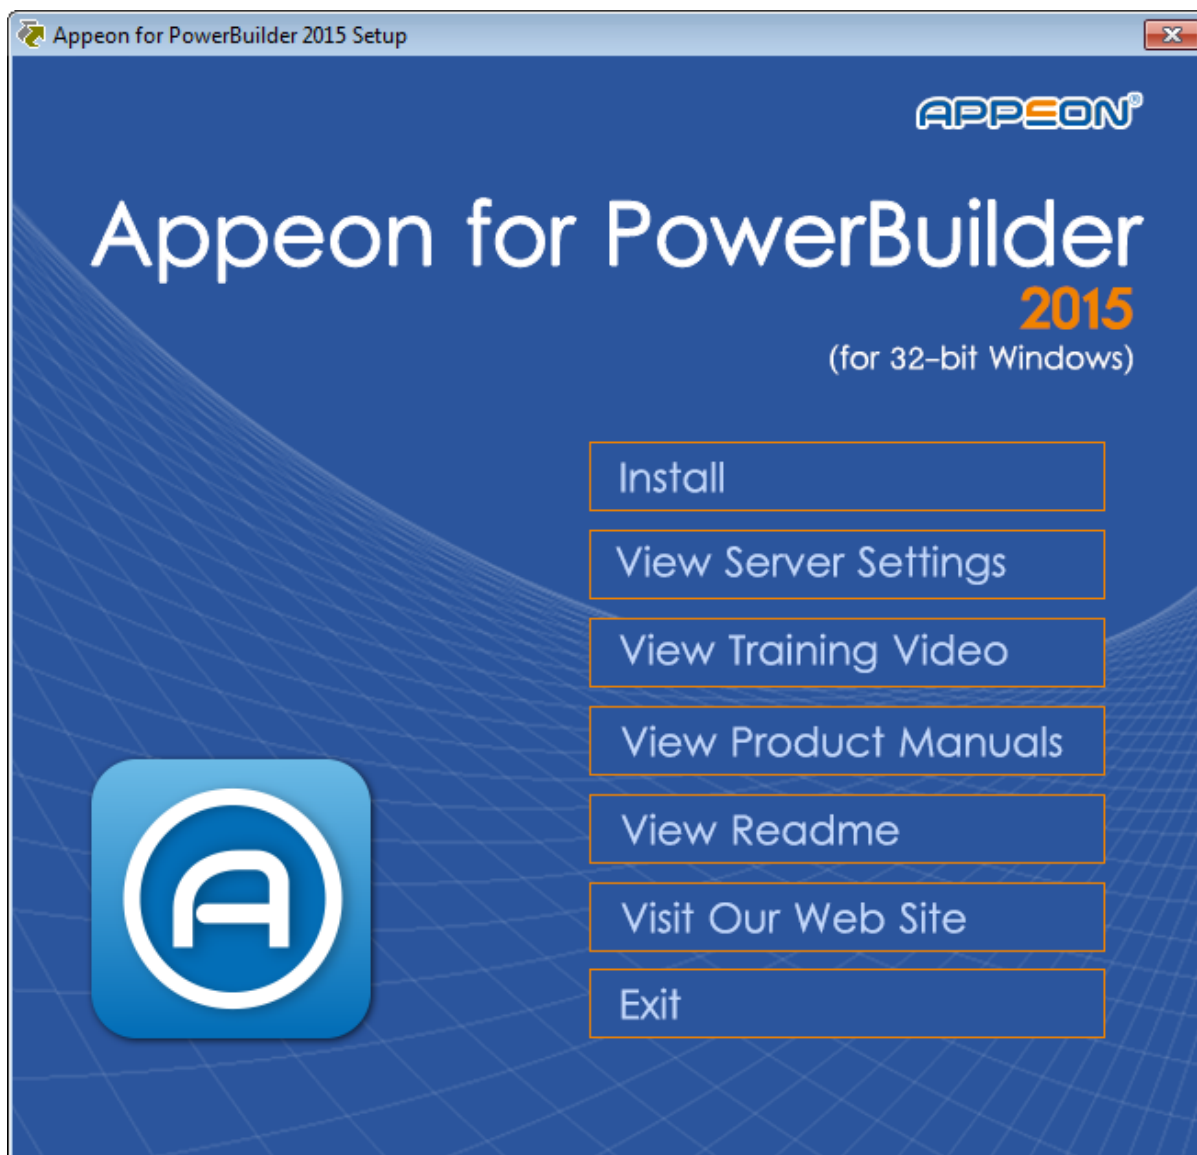 Appeon for PowerBuilder 2015 Setup
APPEON®
Appeon for PowerBuilder
2015
(for 32-bit Windows)
Install
View Server Settings
View Training Video
View Product Manuals
View Readme
Visit Our Web Site
Exit